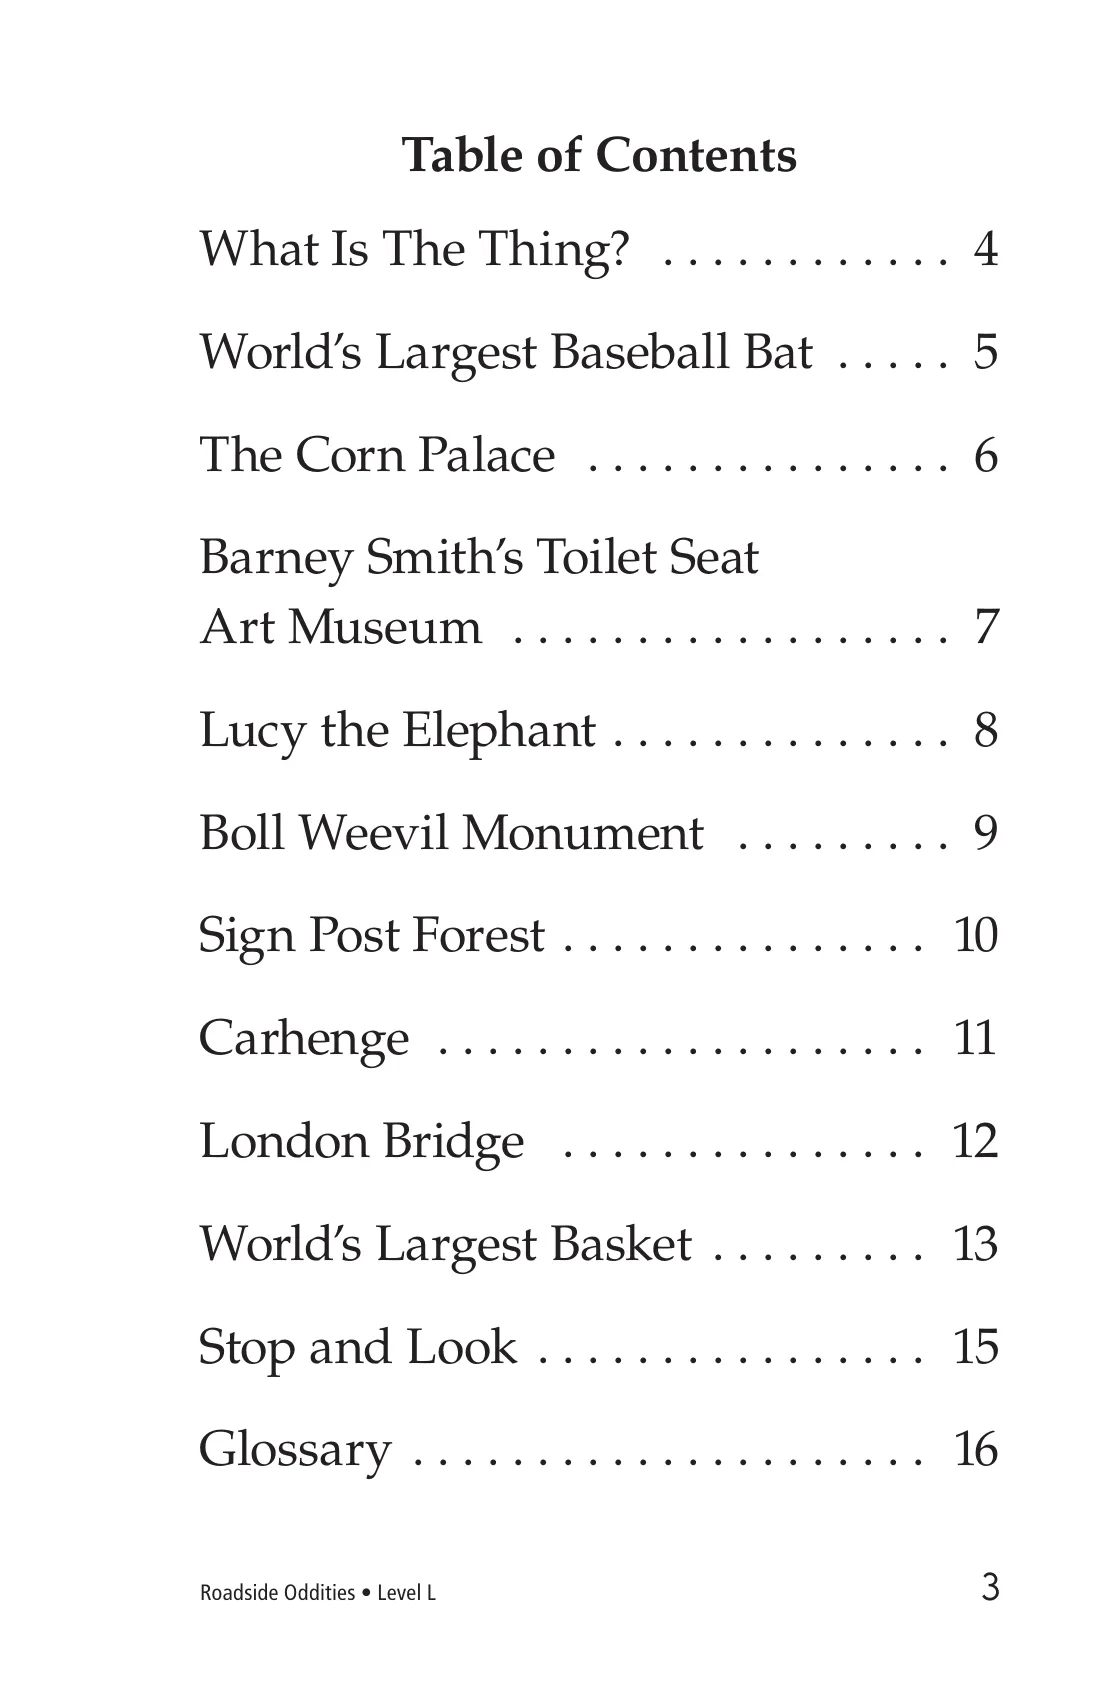 Table of Contents
What Is The Thing? . . . . . . . . . . . . 4
World’s Largest Baseball Bat . . . . . 5
The Corn Palace . . . . . . . . . . . . . . . 6
Barney Smith’s Toilet Seat
Art Museum . . . . . . . . . . . . . . . . . . 7
Lucy the Elephant . . . . . . . . . . . . . . 8
Boll Weevil Monument . . . . . . . . . 9
Sign Post Forest . . . . . . . . . . . . . . . 10
Carhenge . . . . . . . . . . . . . . . . . . . . 11
London Bridge . . . . . . . . . . . . . . . 12
World’s Largest Basket . . . . . . . . . 13
Stop and Look . . . . . . . . . . . . . . . . 15
Glossary . . . . . . . . . . . . . . . . . . . . . 16
Roadside Oddities • Level L 3